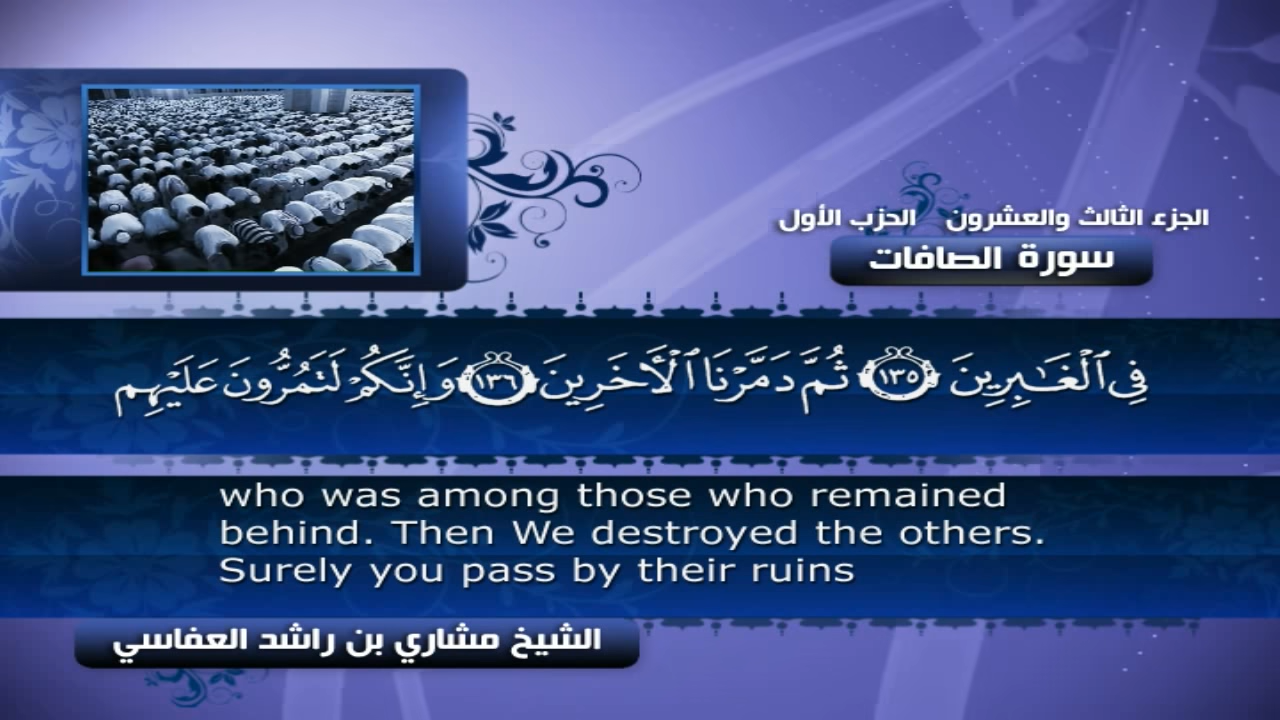 الجزء الثالث والعشرون الحزب الأول
سورة الصافات
فِي ٱلْغَٰبِرِينَ ١٣٥ ثُمَّ دَمَّرْنَا ٱلْأَخَرِينَ ١٣٦ وَإِنَّكُمْ لَتَمُرُّونَ عَلَيْهِم
who was among those who remained
behind. Then We destroyed the others.
Surely you pass by their ruins
الشيخ مشاري بن راشد العفاسي